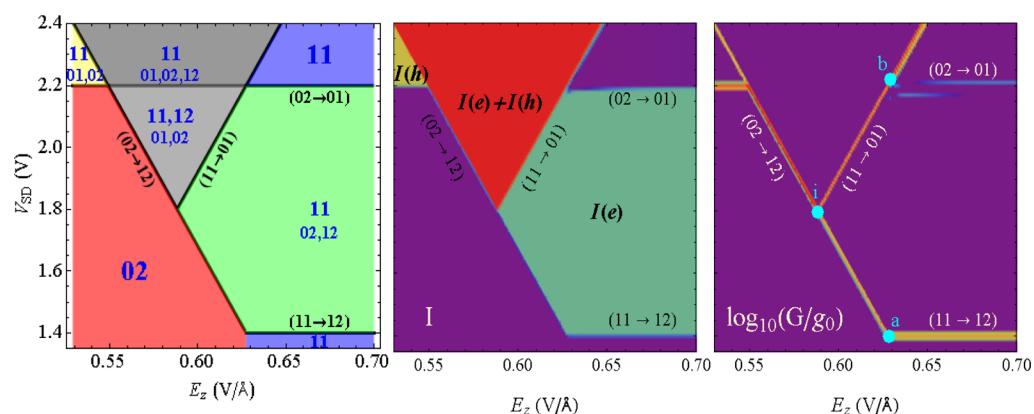 2.4
2.2
2.0
1.8
1.6
1.4
V_SD (V)
11
01,02
11
01,02,12
11
(02→01)
11,12
01,02
(02→12)
(11→01)
11
02,12
02
(11→12)
11
0.55 0.60 0.65 0.70
E_z (V/Å)
I(h)
I(e)+I(h)
(02→01)
(02→12)
(11→01)
I(e)
I
(11→12)
0.55 0.60 0.65 0.70
E_z (V/Å)
b
(02→01)
(02→12)
(11→01)
i
log₁₀(G/g₀)
a
(11→12)
0.55 0.60 0.65 0.70
E_z (V/Å)